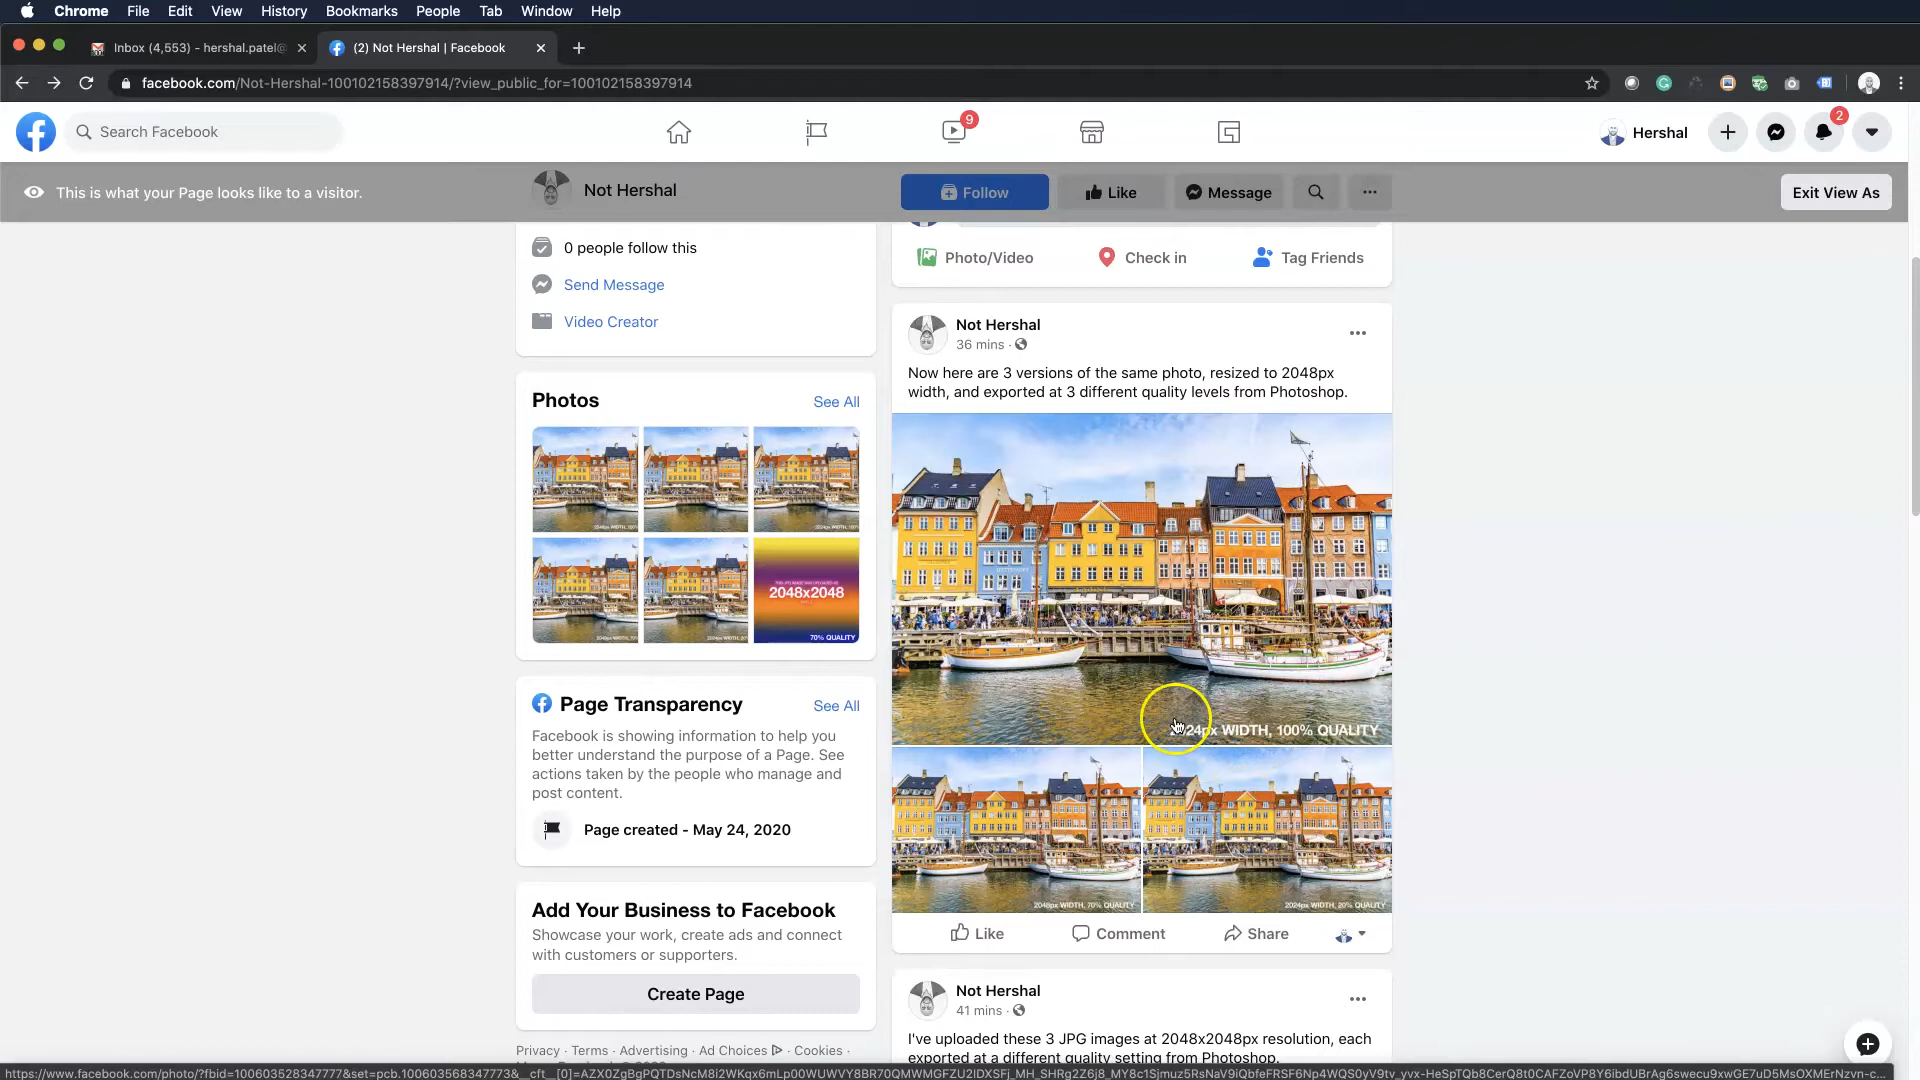 Chrome File Edit View History Bookmarks People Tab Window Help
Inbox (4,553) - hershal.patel@
(2) Not Hershal | Facebook
facebook.com/Not-Hershal-100102158397914/?view_public_for=100102158397914
Search Facebook
9
Hershal
2
This is what your Page looks like to a visitor.
Not Hershal
Follow
Like
Message
Exit View As
0 people follow this
Send Message
Video Creator
Photos
See All
2048x2048
70% QUALITY
Page Transparency
See All
Facebook is showing information to help you
better understand the purpose of a Page. See
actions taken by the people who manage and
post content.
Page created - May 24, 2020
Add Your Business to Facebook
Showcase your work, create ads and connect
with customers or supporters.
Create Page
Privacy · Terms · Advertising · Ad Choices · Cookies ·
Photo/Video
Check in
Tag Friends
Not Hershal
36 mins ·
Now here are 3 versions of the same photo, resized to 2048px
width, and exported at 3 different quality levels from Photoshop.
WIDTH, 100% QUALITY
2048px WIDTH, 70% QUALITY
2024px WIDTH, 20% QUALITY
Like
Comment
Share
Not Hershal
41 mins ·
I've uploaded these 3 JPG images at 2048x2048px resolution, each
exported at a different quality setting from Photoshop.